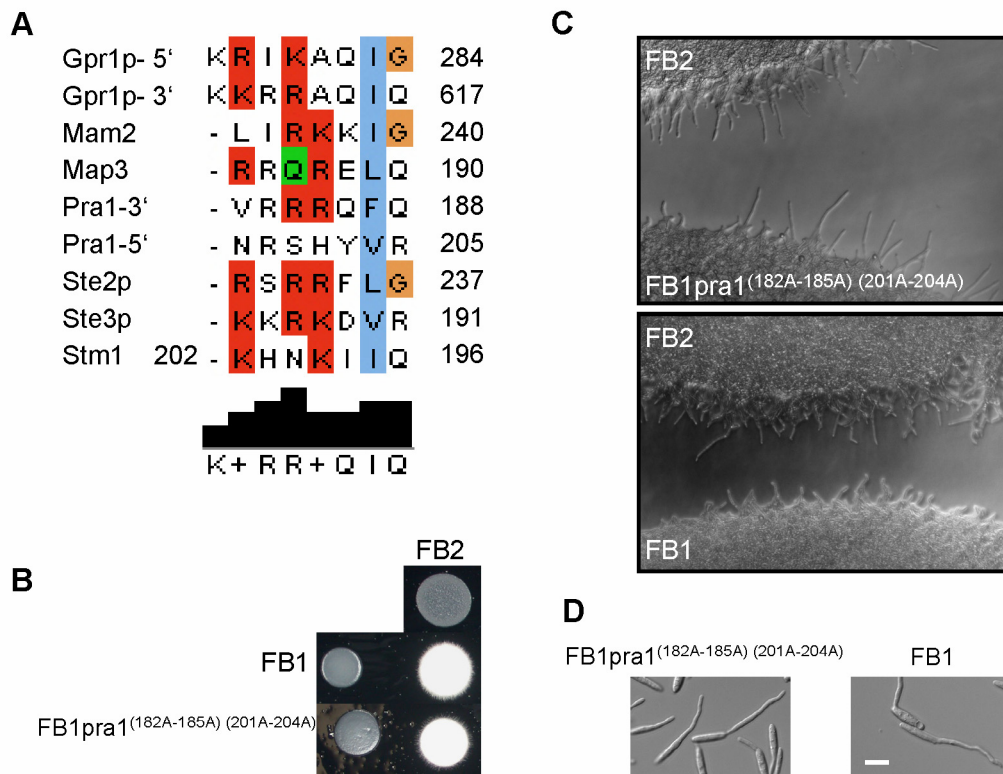 A
Gpr1p- 5‘ K R I K A Q I G 284
Gpr1p- 3‘ K K R R A Q I Q 617
Mam2 - L I R K K I G 240
Map3 - R R Q R E L Q 190
Pra1-3‘ - V R R R Q F Q 188
Pra1-5‘ - N R S H Y V R 205
Ste2p - R S R R F L G 237
Ste3p - K K R K D V R 191
Stm1 202 - K H N K I I Q 196
K + R R + Q I Q
B
FB2
FB1
FB1pra1(182A-185A) (201A-204A)
C
FB2
FB1pra1(182A-185A) (201A-204A)
FB2
FB1
D
FB1pra1(182A-185A) (201A-204A) FB1